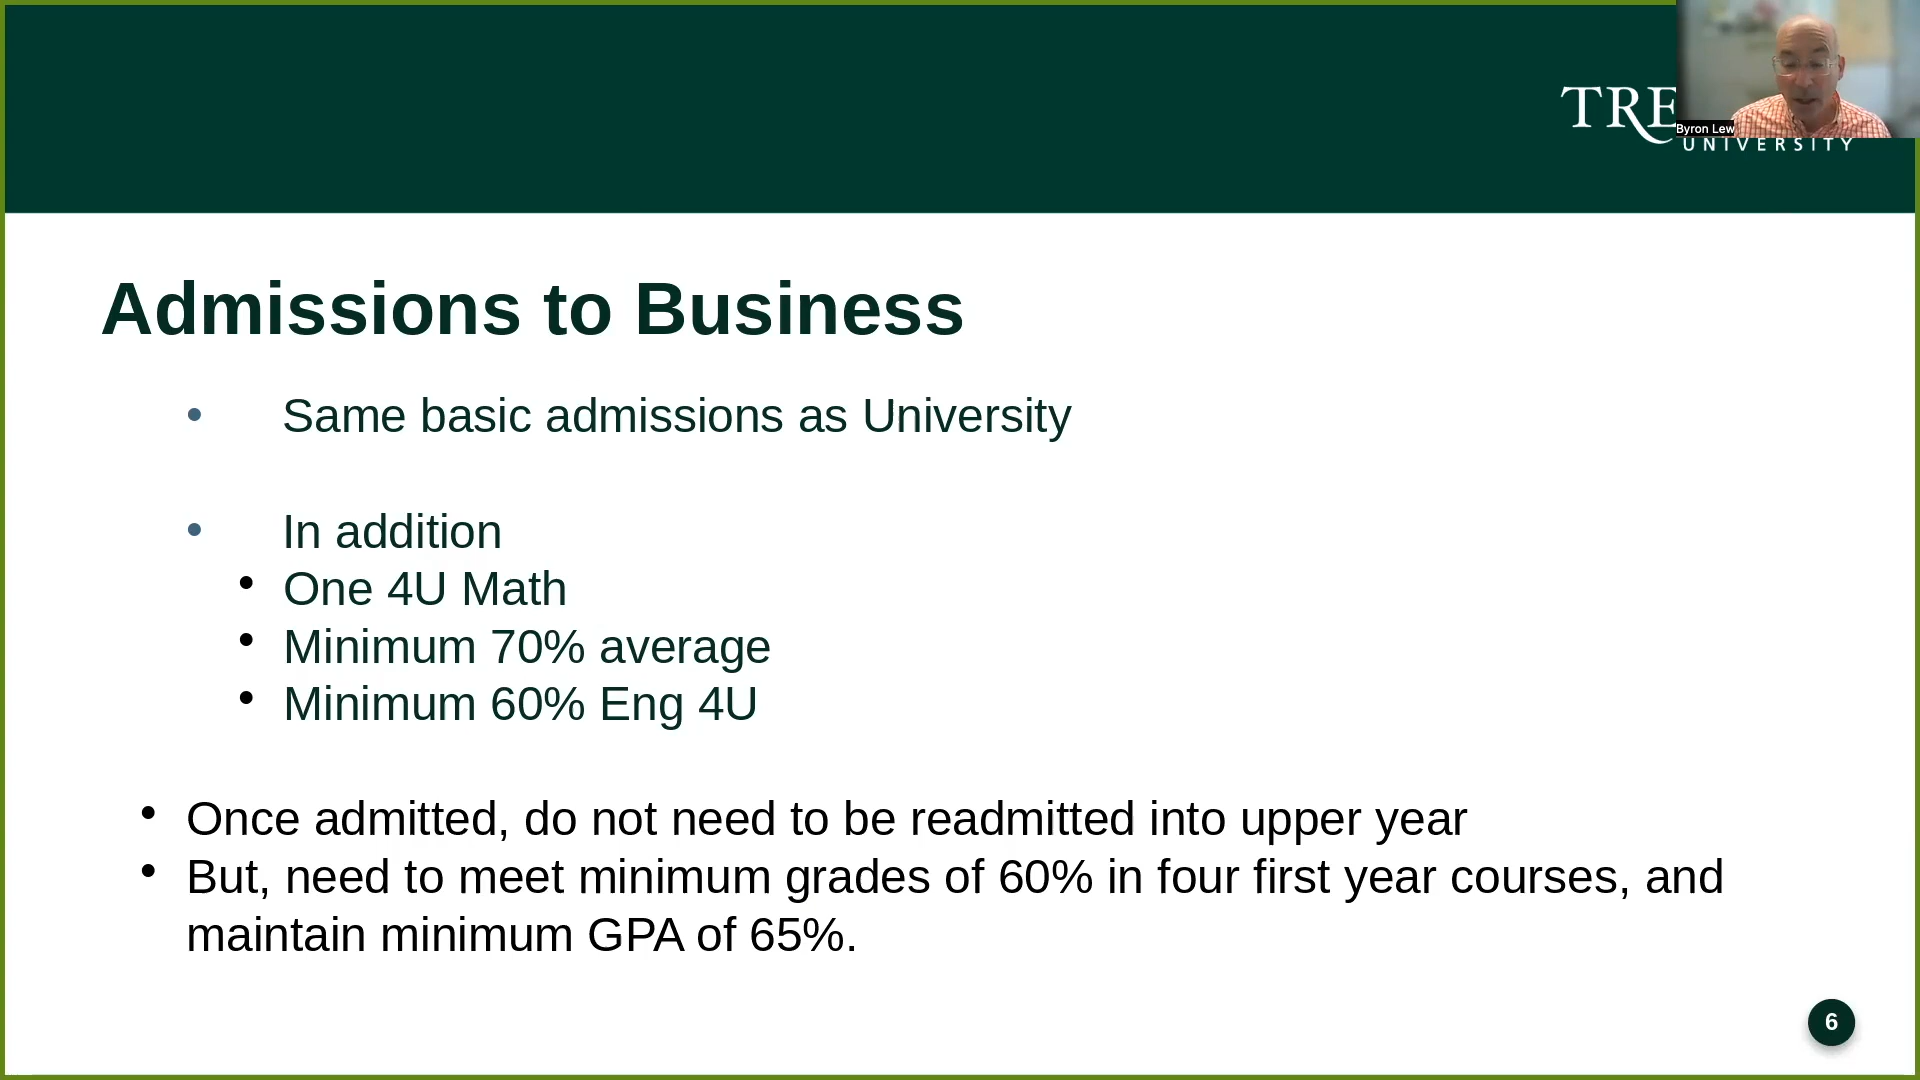 TRE
UNIVERSITY
Byron Lew
Admissions to Business
• Same basic admissions as University
• In addition
• One 4U Math
• Minimum 70% average
• Minimum 60% Eng 4U
• Once admitted, do not need to be readmitted into upper year
• But, need to meet minimum grades of 60% in four first year courses, and
maintain minimum GPA of 65%.
6